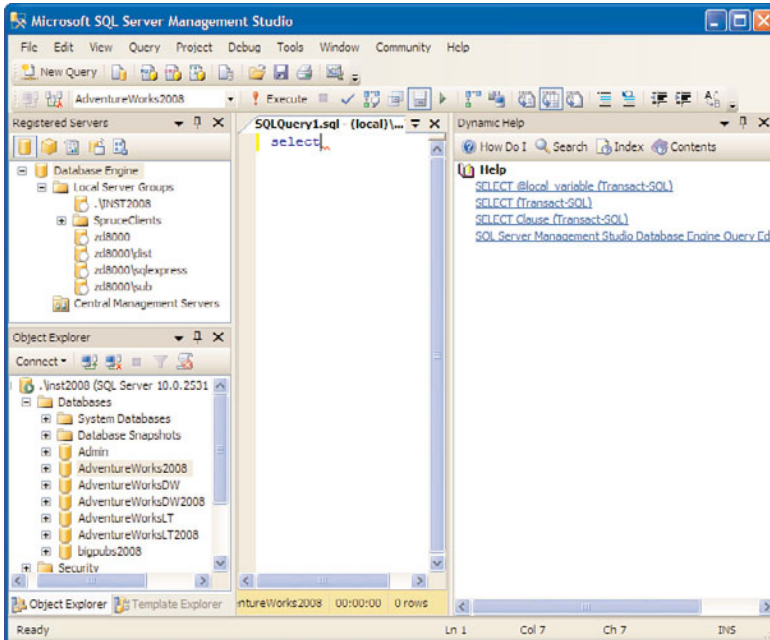 Microsoft SQL Server Management Studio
File Edit View Query Project Debug Tools Window Community Help
New Query
AdventureWorks2008 Execute
Registered Servers
Database Engine
Local Server Groups
.\INST2008
SpruceClients
zd8000
zd8000\dist
zd8000\sqlexpress
zd8000\sub
Central Management Servers
Object Explorer
Connect
.\inst2008 (SQL Server 10.0.2531
Databases
System Databases
Database Snapshots
Admin
AdventureWorks2008
AdventureWorksDW
AdventureWorksDW2008
AdventureWorksLT
AdventureWorksLT2008
bigpubs2008
Security
Object Explorer Template Explorer
SQLQuery1.sql - (local)\...
select
ntureWorks2008 00:00:00 0 rows
Dynamic Help
How Do I Search Index Contents
Help
SELECT @local_variable (Transact-SQL)
SELECT (Transact-SQL)
SELECT Clause (Transact-SQL)
SQL Server Management Studio Database Engine Query Ed
Ready Ln 1 Col 7 Ch 7 INS